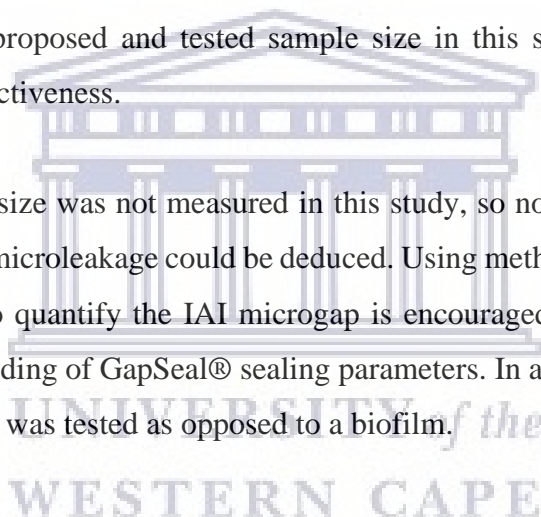 proposed and tested sample size in this s
ctiveness.
size was not measured in this study, so no
microleakage could be deduced. Using meth
o quantify the IAI microgap is encouraged
ding of GapSeal® sealing parameters. In a
was tested as opposed to a biofilm.
UNIVERSITY of the
WESTERN CAPE